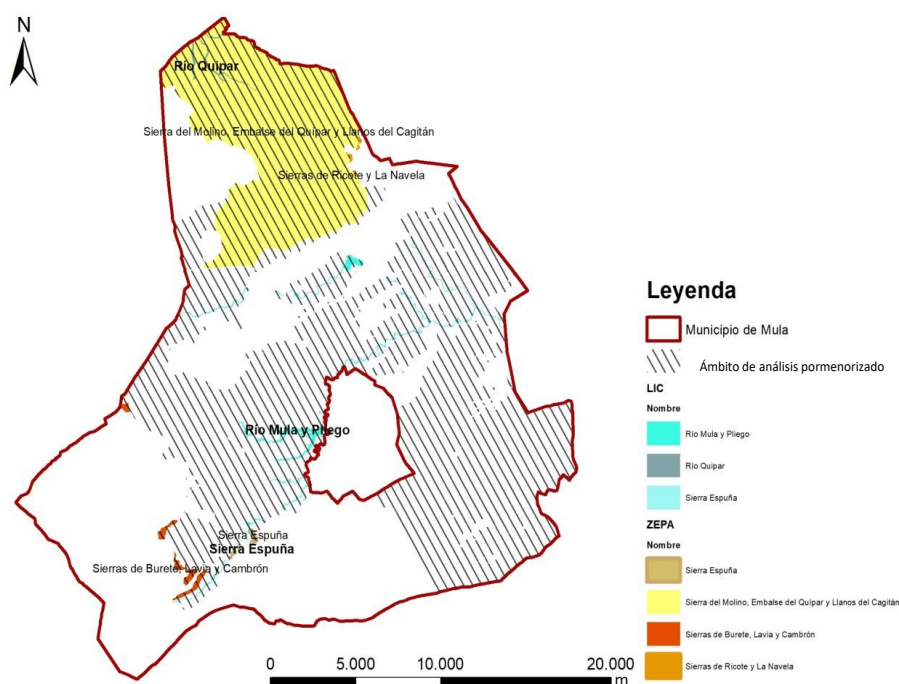 N
Río Quipar
Sierra del Molino, Embalse del Quípar y Llanos del Cagitán
Sierras de Ricote y La Navela
Río Mula y Pliego
Sierra Espuña
Sierra Espuña
Sierras de Burete, Lavia y Cambrón
0 5.000 10.000 20.000
m
Leyenda
Municipio de Mula
Ámbito de análisis pormenorizado
LIC
Nombre
Río Mula y Pliego
Río Quipar
Sierra Espuña
ZEPA
Nombre
Sierra Espuña
Sierra del Molino, Embalse del Quípar y Llanos del Cagitán
Sierras de Burete, Lavia y Cambrón
Sierras de Ricote y La Navela